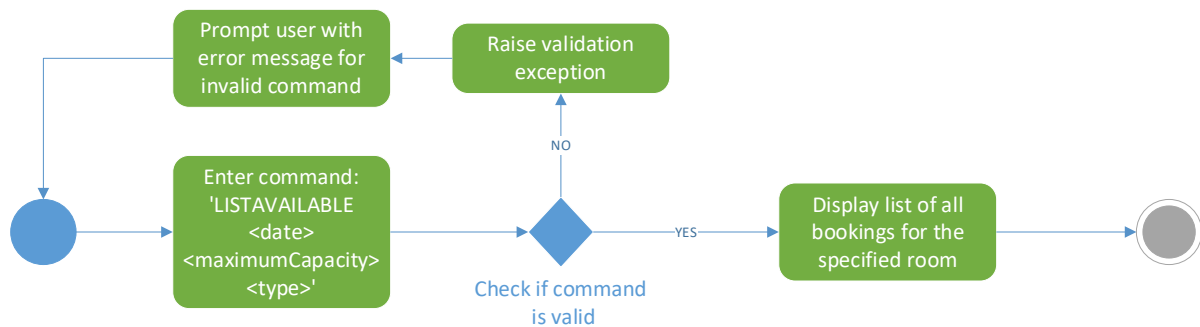 Prompt user with
error message for
invalid command
Raise validation
exception
NO
Enter command:
'LISTAVAILABLE
<date>
<maximumCapacity>
<type>'
YES
Check if command
is valid
Display list of all
bookings for the
specified room